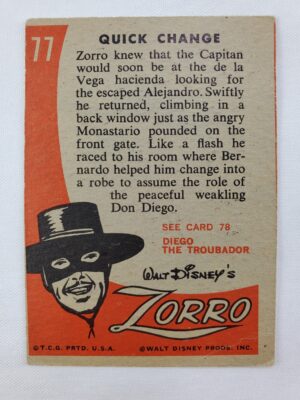 77
QUICK CHANGE
Zorro knew that the Capitan
would soon be at the de la
Vega hacienda looking for
the escaped Alejandro. Swiftly
he returned, climbing in a
back window just as the angry
Monastario pounded on the
front gate. Like a flash he
raced to his room where Ber-
nardo helped him change into
a robe to assume the role of
the peaceful weakling
Don Diego.
SEE CARD 78
DIEGO
THE TROUBADOR
WALT DISNEY'S
ZORRO
©T.C.G. PRTD. U.S.A.
©WALT DISNEY PRODS. INC.